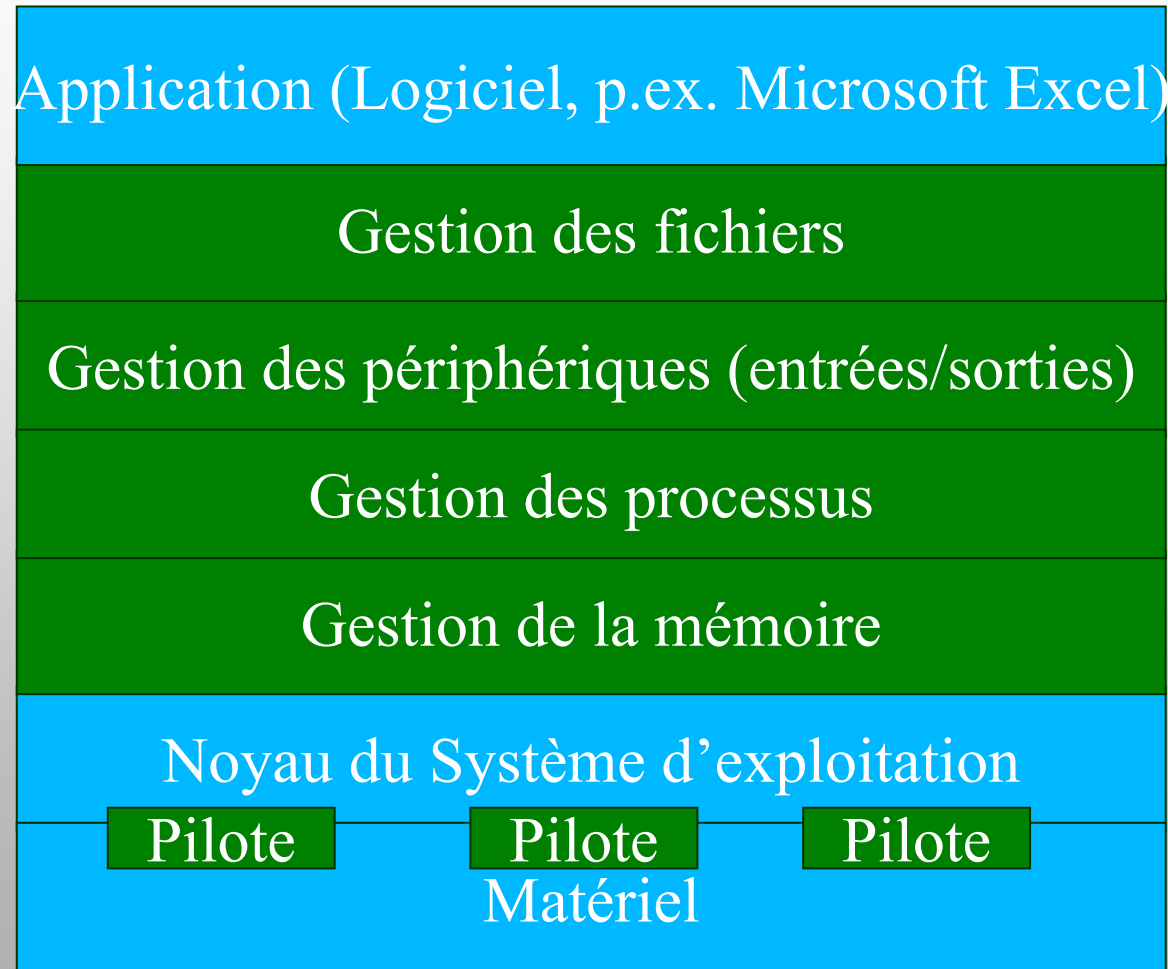 Application (Logiciel, p.ex. Microsoft Excel)
Gestion des fichiers
Gestion des périphériques (entrées/sorties)
Gestion des processus
Gestion de la mémoire
Noyau du Système d’exploitation
Pilote Pilote Pilote
Matériel